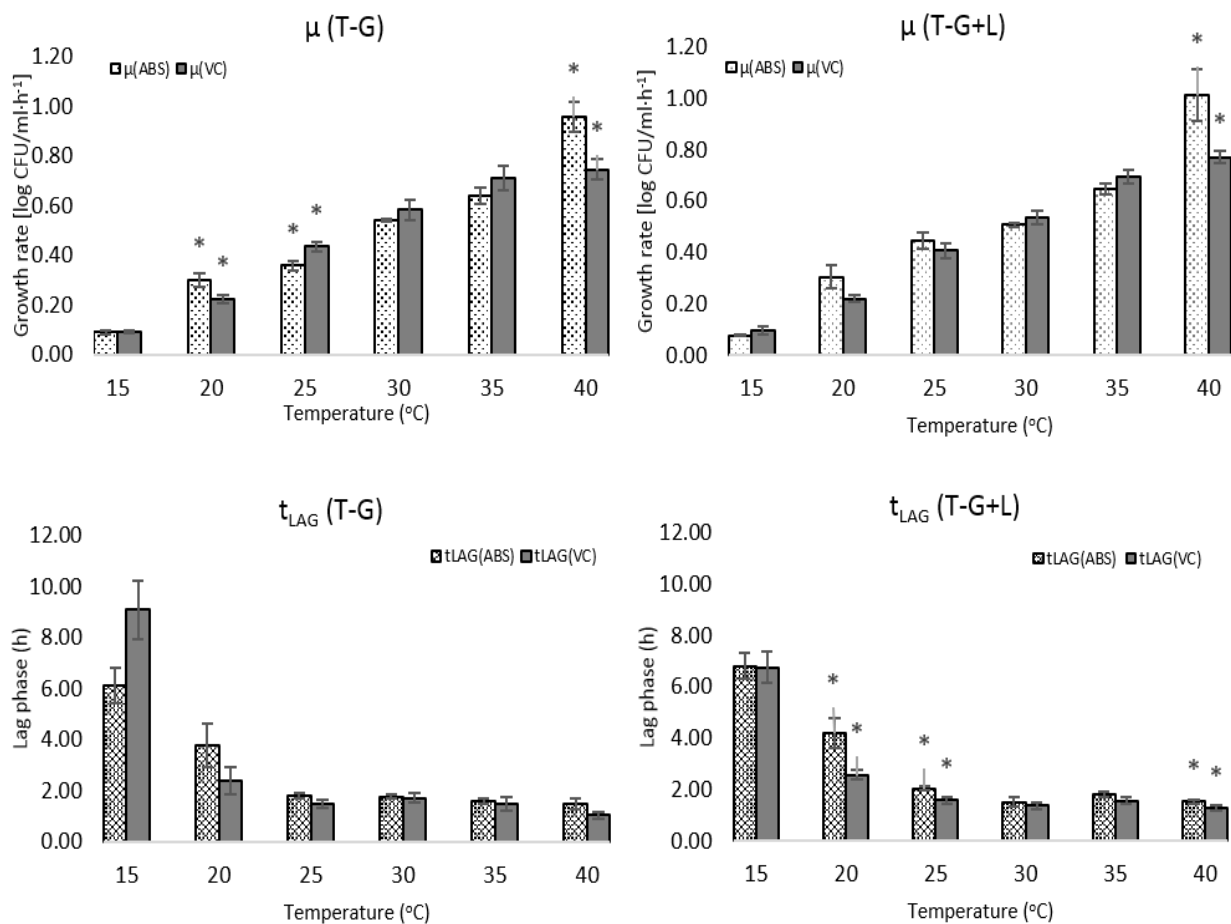 μ (T-G)
1.20
1.00
0.80
0.60
0.40
0.20
0.00
Growth rate [log CFU/ml·h⁻¹]
μ(ABS) μ(VC)
* * * * * *
15 20 25 30 35 40
Temperature (°C)
μ (T-G+L)
1.20
1.00
0.80
0.60
0.40
0.20
0.00
Growth rate [log CFU/ml·h⁻¹]
μ(ABS) μ(VC)
* *
15 20 25 30 35 40
Temperature (°C)
tLAG (T-G)
12.00
10.00
8.00
6.00
4.00
2.00
0.00
Lag phase (h)
tLAG(ABS) tLAG(VC)
15 20 25 30 35 40
Temperature (°C)
tLAG (T-G+L)
12.00
10.00
8.00
6.00
4.00
2.00
0.00
Lag phase (h)
tLAG(ABS) tLAG(VC)
* * * * * *
15 20 25 30 35 40
Temperature (°C)